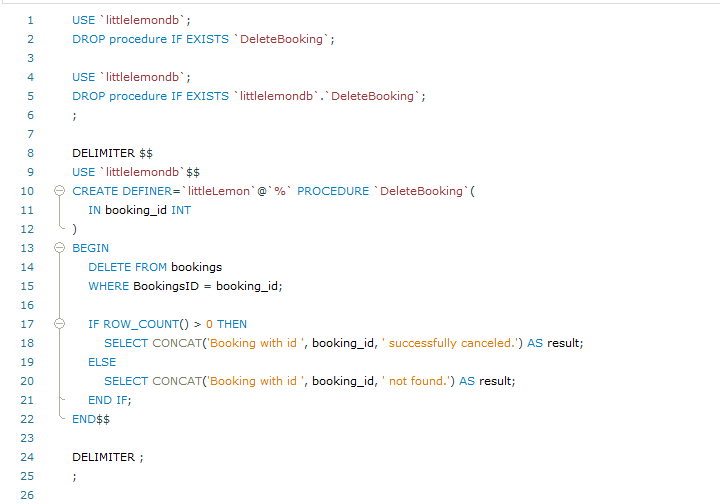 1 USE `littlelemondb`;
2 DROP procedure IF EXISTS `DeleteBooking`;
3
4 USE `littlelemondb`;
5 DROP procedure IF EXISTS `littlelemondb`.`DeleteBooking`;
6 ;
7
8 DELIMITER $$
9 USE `littlelemondb`$$
10 CREATE DEFINER=`littleLemon`@`%` PROCEDURE `DeleteBooking`(
11 IN booking_id INT
12 )
13 BEGIN
14 DELETE FROM bookings
15 WHERE BookingsID = booking_id;
16
17 IF ROW_COUNT() > 0 THEN
18 SELECT CONCAT('Booking with id ', booking_id, ' successfully canceled.') AS result;
19 ELSE
20 SELECT CONCAT('Booking with id ', booking_id, ' not found.') AS result;
21 END IF;
22 END$$
23
24 DELIMITER ;
25 ;
26